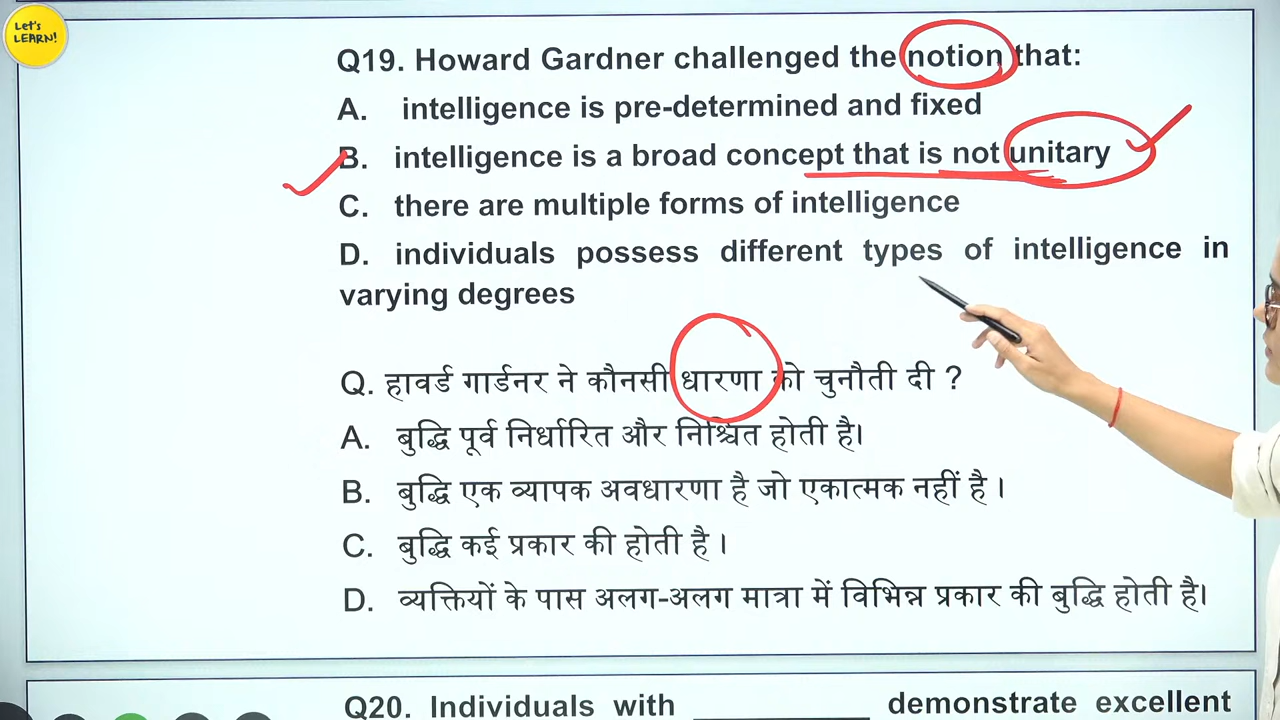 Let's
LEARN!
Q19. Howard Gardner challenged the notion that:
A. intelligence is pre-determined and fixed
B. intelligence is a broad concept that is not unitary
C. there are multiple forms of intelligence
D. individuals possess different types of intelligence in
varying degrees
Q. हावर्ड गार्डनर ने कौनसी धारणा को चुनौती दी ?
A. बुद्धि पूर्व निर्धारित और निश्चित होती है।
B. बुद्धि एक व्यापक अवधारणा है जो एकात्मक नहीं है ।
C. बुद्धि कई प्रकार की होती है ।
D. व्यक्तियों के पास अलग-अलग मात्रा में विभिन्न प्रकार की बुद्धि होती है।
Q20. Individuals with __________ demonstrate excellent